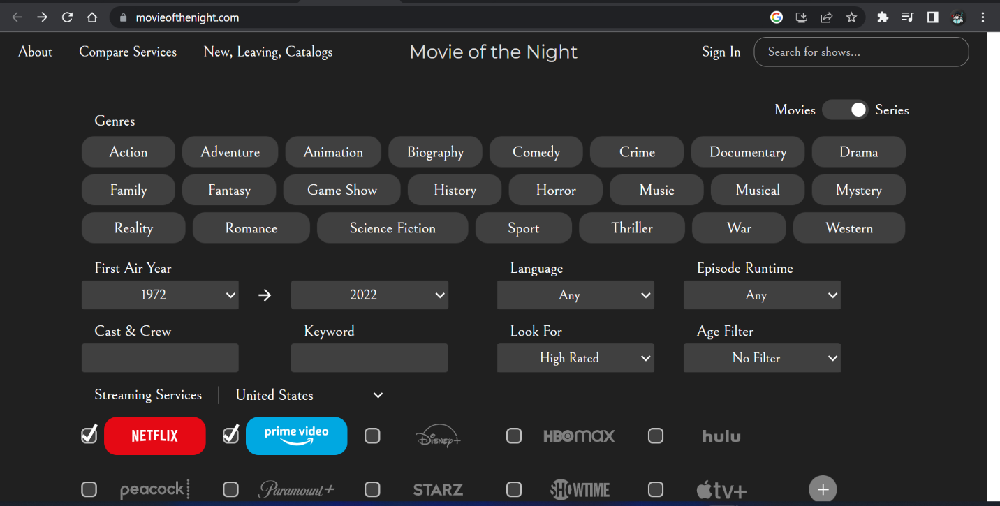 movieofthenight.com
About Compare Services New, Leaving, Catalogs Movie of the Night Sign In Search for shows...
Movies Series
Genres
Action Adventure Animation Biography Comedy Crime Documentary Drama
Family Fantasy Game Show History Horror Music Musical Mystery
Reality Romance Science Fiction Sport Thriller War Western
First Air Year Language Episode Runtime
1972 → 2022 Any Any
Cast & Crew Keyword Look For Age Filter
High Rated No Filter
Streaming Services United States
NETFLIX prime video Disney+ HBOMAX hulu
peacock Paramount+ STARZ SHOWTIME tv+ +